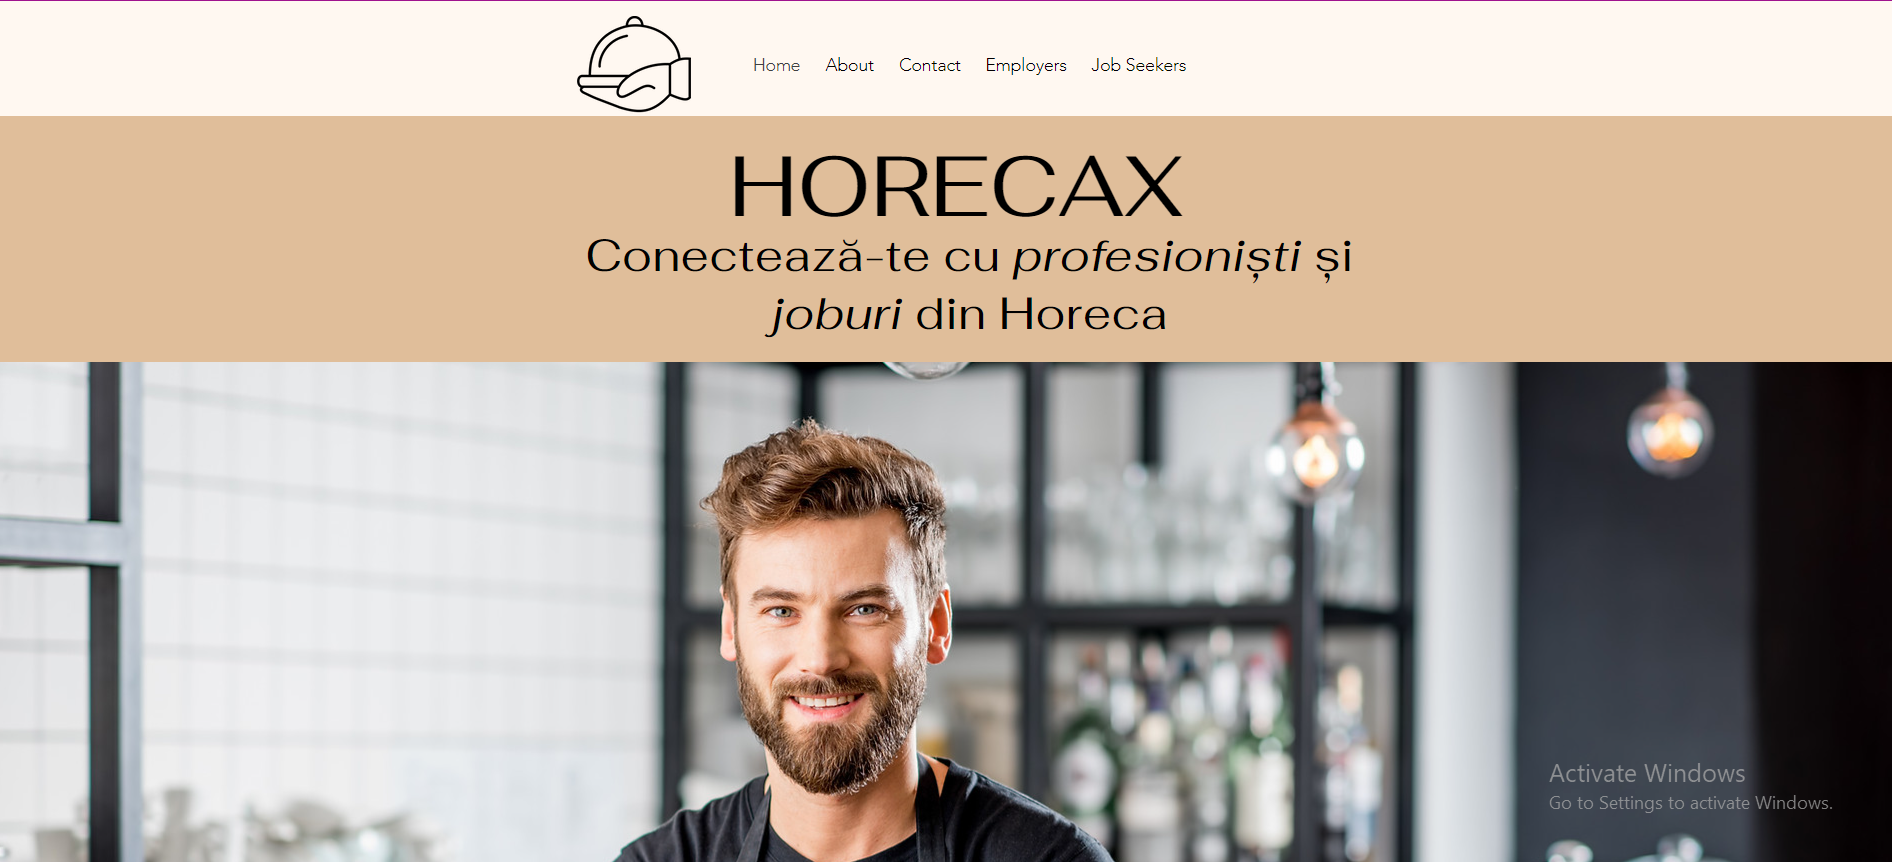 Home About Contact Employers Job Seekers
HORECAX
Conectează-te cu profesioniști și
joburi din Horeca
Activate Windows
Go to Settings to activate Windows.